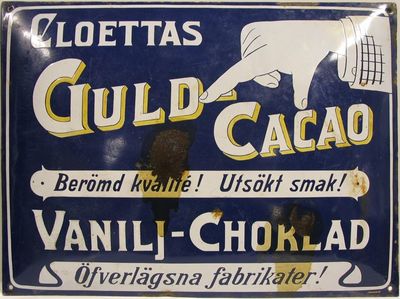 CLOETTAS
GULD-
CACAO
Berömd kvalité! Utsökt smak!
VANILJ-CHOKLAD
Öfverlägsna fabrikater!